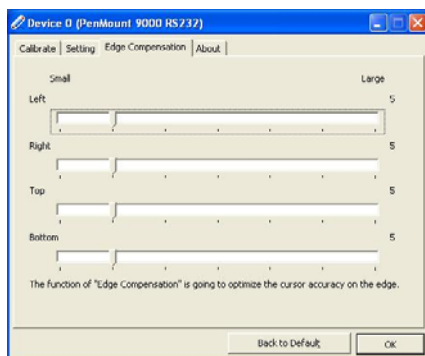 Device 0 (PenMount 9000 RS232)
Calibrate Setting Edge Compensation About
Small Large
Left 5
Right 5
Top 5
Bottom 5
The function of "Edge Compensation" is going to optimize the cursor accuracy on the edge.
Back to Default OK